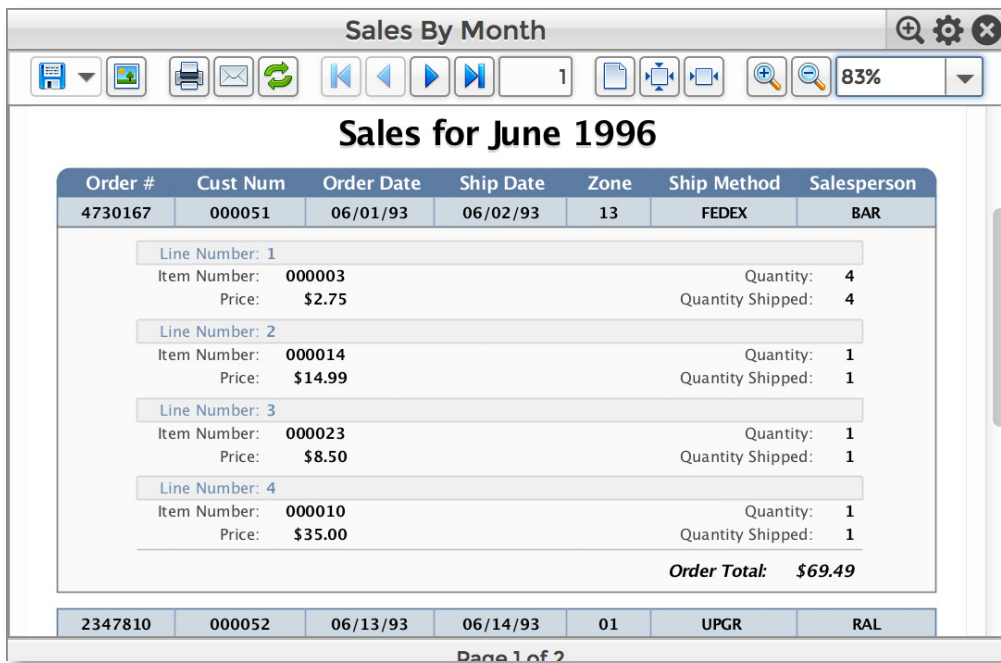 Sales By Month
1
83%
Sales for June 1996
Order # Cust Num Order Date Ship Date Zone Ship Method Salesperson
4730167 000051 06/01/93 06/02/93 13 FEDEX BAR
Line Number: 1
Item Number: 000003 Quantity: 4
Price: $2.75 Quantity Shipped: 4
Line Number: 2
Item Number: 000014 Quantity: 1
Price: $14.99 Quantity Shipped: 1
Line Number: 3
Item Number: 000023 Quantity: 1
Price: $8.50 Quantity Shipped: 1
Line Number: 4
Item Number: 000010 Quantity: 1
Price: $35.00 Quantity Shipped: 1
Order Total: $69.49
2347810 000052 06/13/93 06/14/93 01 UPGR RAL
Page 1 of 2